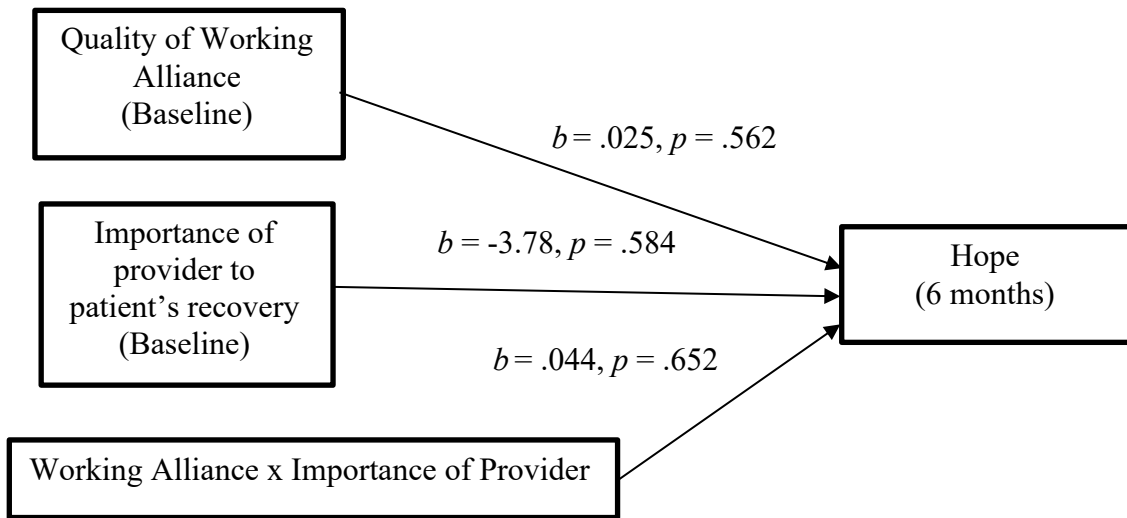 Quality of Working
Alliance
(Baseline)
b = .025, p = .562
Importance of
provider to
patient’s recovery
(Baseline)
b = -3.78, p = .584
Hope
(6 months)
b = .044, p = .652
Working Alliance x Importance of Provider